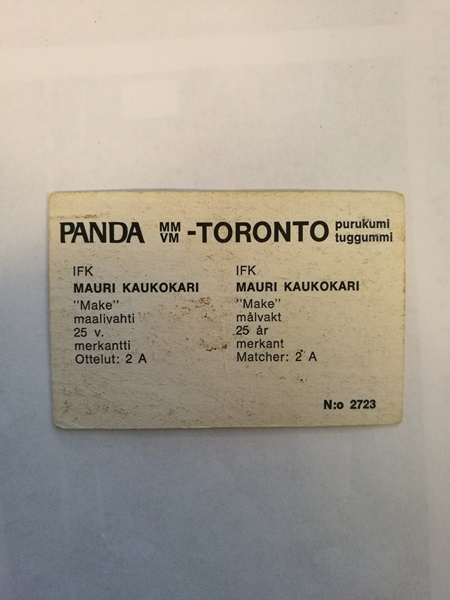 PANDA MM VM -TORONTO purukumi tuggummi
IFK
MAURI KAUKOKARI
"Make"
maalivahti
25 v.
merkantti
Ottelut: 2 A
IFK
MAURI KAUKOKARI
"Make"
målvakt
25 år
merkant
Matcher: 2 A
N:o 2723